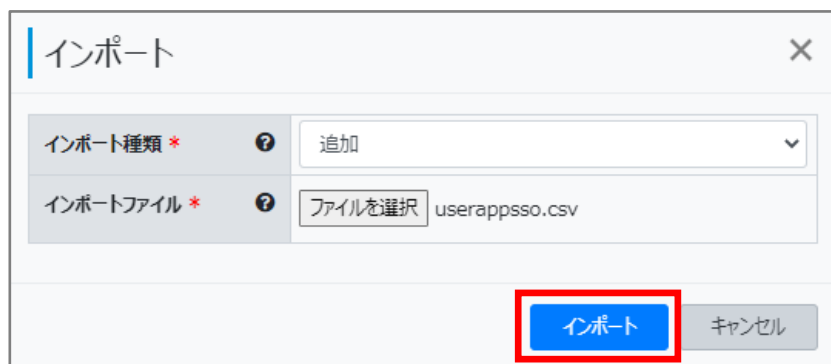 インポート
インポート種類 * 追加
インポートファイル * ファイルを選択 userappsso.csv
インポート キャンセル